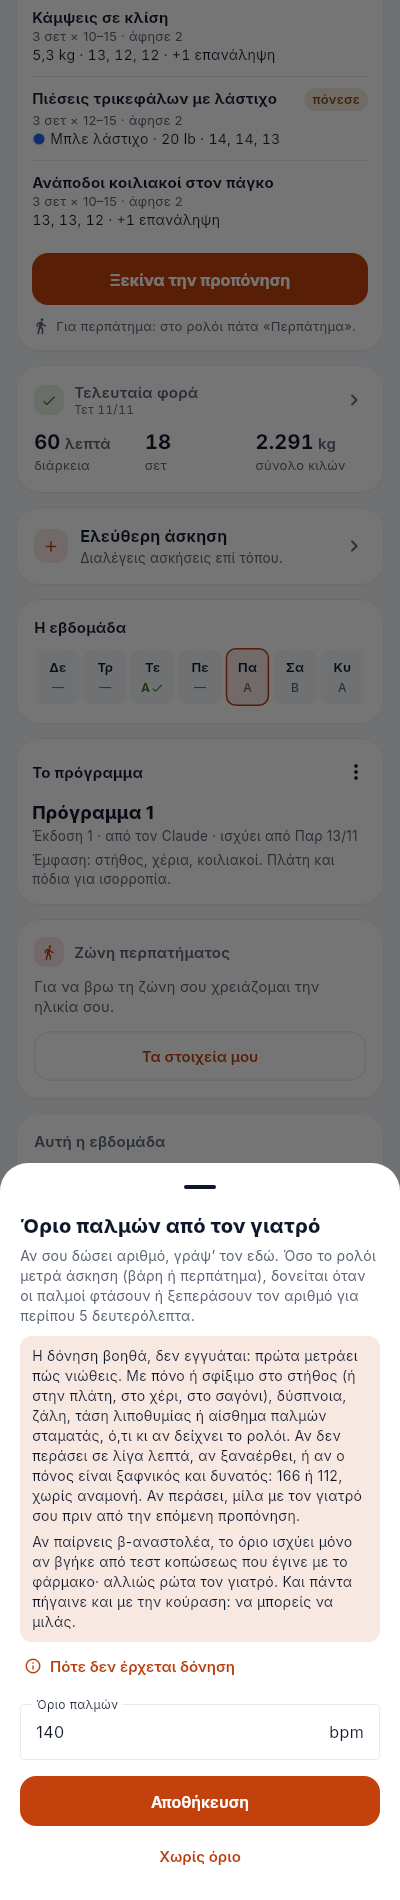 Κάμψεις σε κλίση
3 σετ × 10–15 · άφησε 2
5,3 kg · 13, 12, 12 · +1 επανάληψη
Πιέσεις τρικεφάλων με λάστιχο
πόνεσε
3 σετ × 12–15 · άφησε 2
Μπλε λάστιχο · 20 lb · 14, 14, 13
Ανάποδοι κοιλιακοί στον πάγκο
3 σετ × 10–15 · άφησε 2
13, 13, 12 · +1 επανάληψη
Ξεκίνα την προπόνηση
Για περπάτημα: στο ρολόι πάτα «Περπάτημα».
Τελευταία φορά
Τετ 11/11
60 λεπτά 18 2.291 kg
διάρκεια σετ σύνολο κιλών
Ελεύθερη άσκηση
Διαλέγεις ασκήσεις επί τόπου.
Η εβδομάδα
Δε Τρ Τε Πε Πα Σα Κυ
— — A — A B A
Το πρόγραμμα
Πρόγραμμα 1
Έκδοση 1 · από τον Claude · ισχύει από Παρ 13/11
Έμφαση: στήθος, χέρια, κοιλιακοί. Πλάτη και
πόδια για ισορροπία.
Ζώνη περπατήματος
Για να βρω τη ζώνη σου χρειάζομαι την
ηλικία σου.
Τα στοιχεία μου
Αυτή η εβδομάδα
Όριο παλμών από τον γιατρό
Αν σου δώσει αριθμό, γράψ’ τον εδώ. Όσο το ρολόι
μετρά άσκηση (βάρη ή περπάτημα), δονείται όταν
οι παλμοί φτάσουν ή ξεπεράσουν τον αριθμό για
περίπου 5 δευτερόλεπτα.
Η δόνηση βοηθά, δεν εγγυάται: πρώτα μετράει
πώς νιώθεις. Με πόνο ή σφίξιμο στο στήθος (ή
στην πλάτη, στο χέρι, στο σαγόνι), δύσπνοια,
ζάλη, τάση λιποθυμίας ή αίσθημα παλμών
σταματάς, ό,τι κι αν δείχνει το ρολόι. Αν δεν
περάσει σε λίγα λεπτά, αν ξαναέρθει, ή αν ο
πόνος είναι ξαφνικός και δυνατός: 166 ή 112,
χωρίς αναμονή. Αν περάσει, μίλα με τον γιατρό
σου πριν από την επόμενη προπόνηση.
Αν παίρνεις β-αναστολέα, το όριο ισχύει μόνο
αν βγήκε από τεστ κοπώσεως που έγινε με το
φάρμακο· αλλιώς ρώτα τον γιατρό. Και πάντα
πήγαινε και με την κούραση: να μπορείς να
μιλάς.
Πότε δεν έρχεται δόνηση
Όριο παλμών
140 bpm
Αποθήκευση
Χωρίς όριο